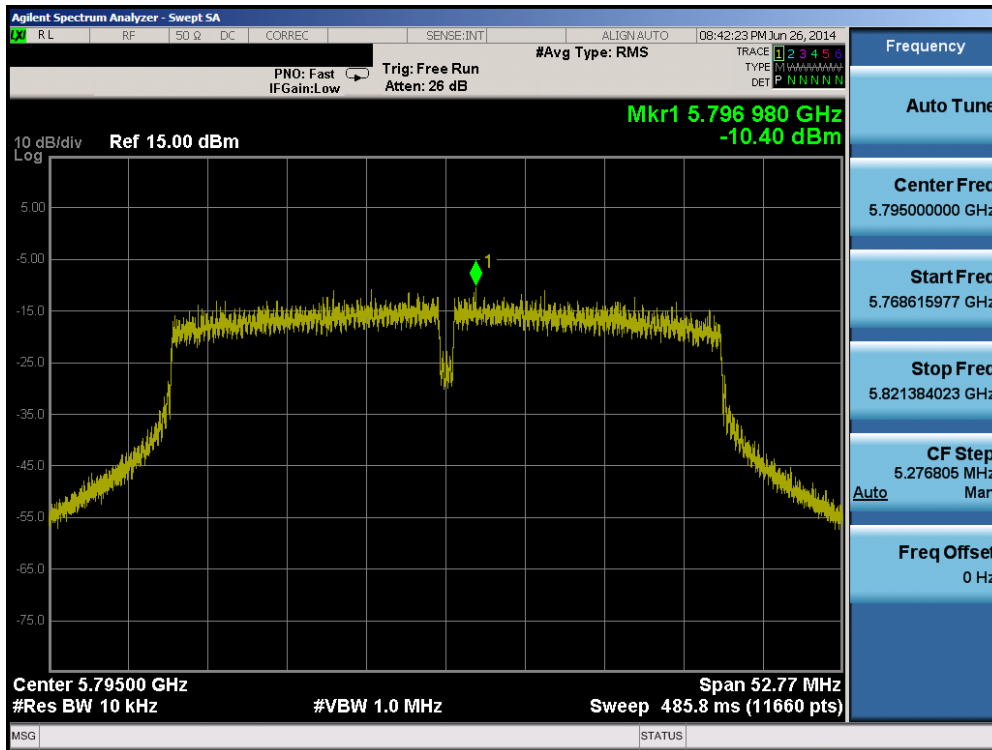 Agilent Spectrum Analyzer - Swept SA
LXI RL RF 50 Ω DC CORREC SENSE:INT ALIGN AUTO 08:42:23 PM Jun 26, 2014
#Avg Type: RMS
TRACE 1 2 3 4 5 6
TYPE M WWWWW
DET P N N N N N
PNO: Fast
IFGain:Low
Trig: Free Run
Atten: 26 dB
Mkr1 5.796 980 GHz
-10.40 dBm
10 dB/div Ref 15.00 dBm
Log
5.00
-5.00
1
-15.0
-25.0
-35.0
-45.0
-55.0
-65.0
-75.0
Center 5.79500 GHz Span 52.77 MHz
#Res BW 10 kHz #VBW 1.0 MHz Sweep 485.8 ms (11660 pts)
MSG STATUS
Frequency
Auto Tune
Center Freq
5.795000000 GHz
Start Freq
5.768615977 GHz
Stop Freq
5.821384023 GHz
CF Step
5.276805 MHz
Auto Man
Freq Offset
0 Hz